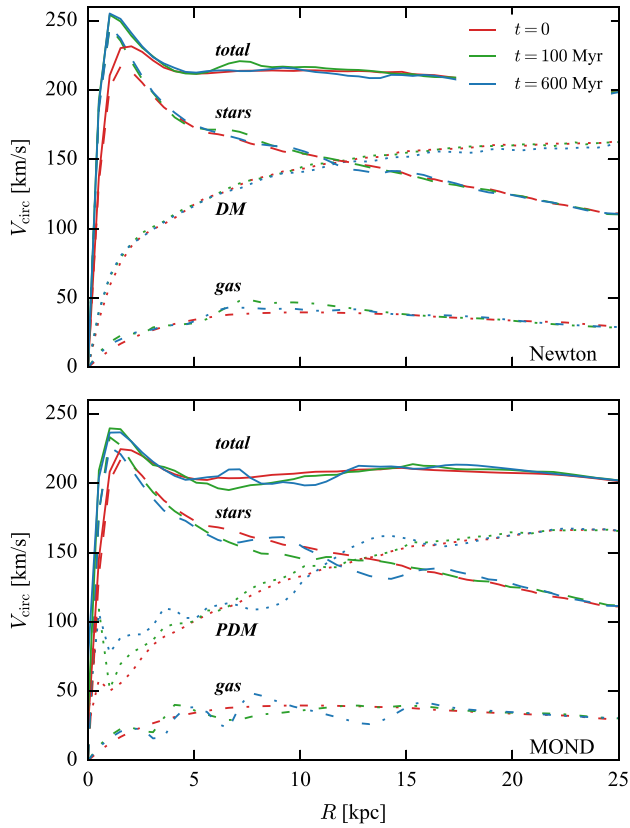 250
200
150
100
50
0
V_circ [km/s]
total
stars
DM
gas
t = 0
t = 100 Myr
t = 600 Myr
Newton
250
200
150
100
50
0
V_circ [km/s]
total
stars
PDM
gas
MOND
0 5 10 15 20 25
R [kpc]